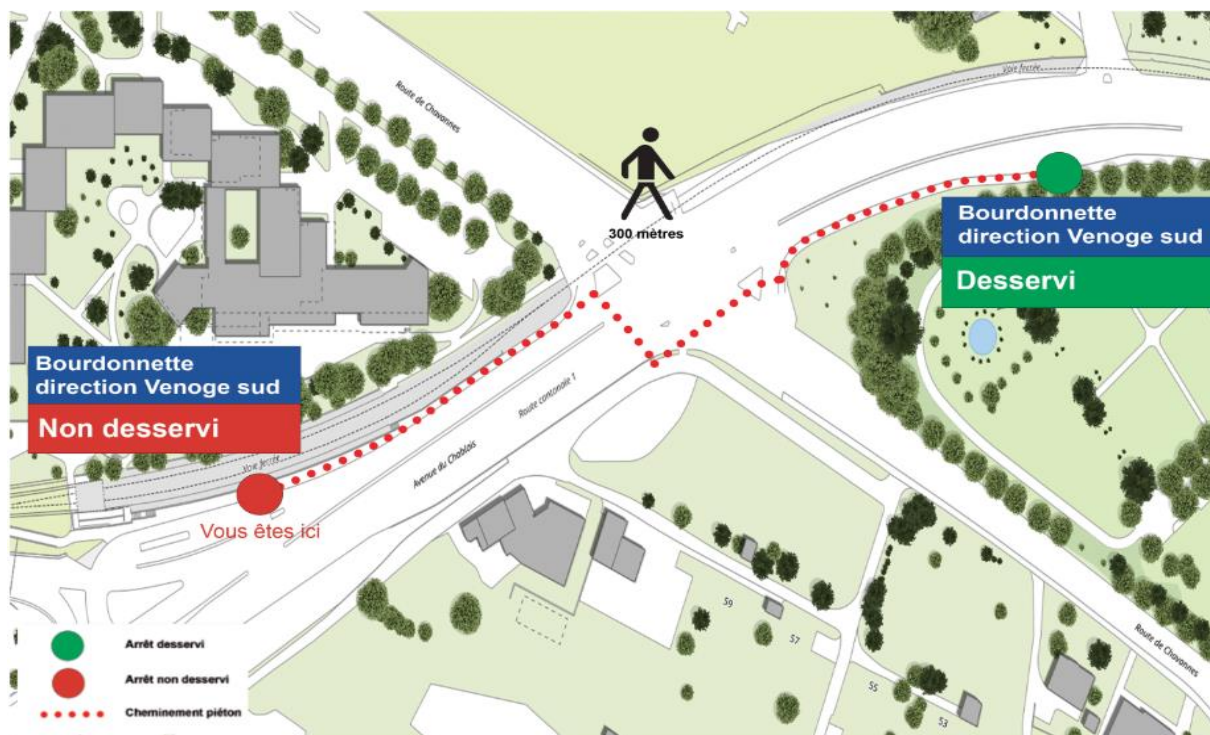 Voie ferrée
Route de Chavannes
300 mètres
Bourdonnette
direction Venoge sud
Desservi
Bourdonnette
direction Venoge sud
Non desservi
Route cantonale 1
Avenue du Chablais
Voie ferrée
Vous êtes ici
59
57
55
53
Route de Chavannes
Arrêt desservi
Arrêt non desservi
Cheminement piéton